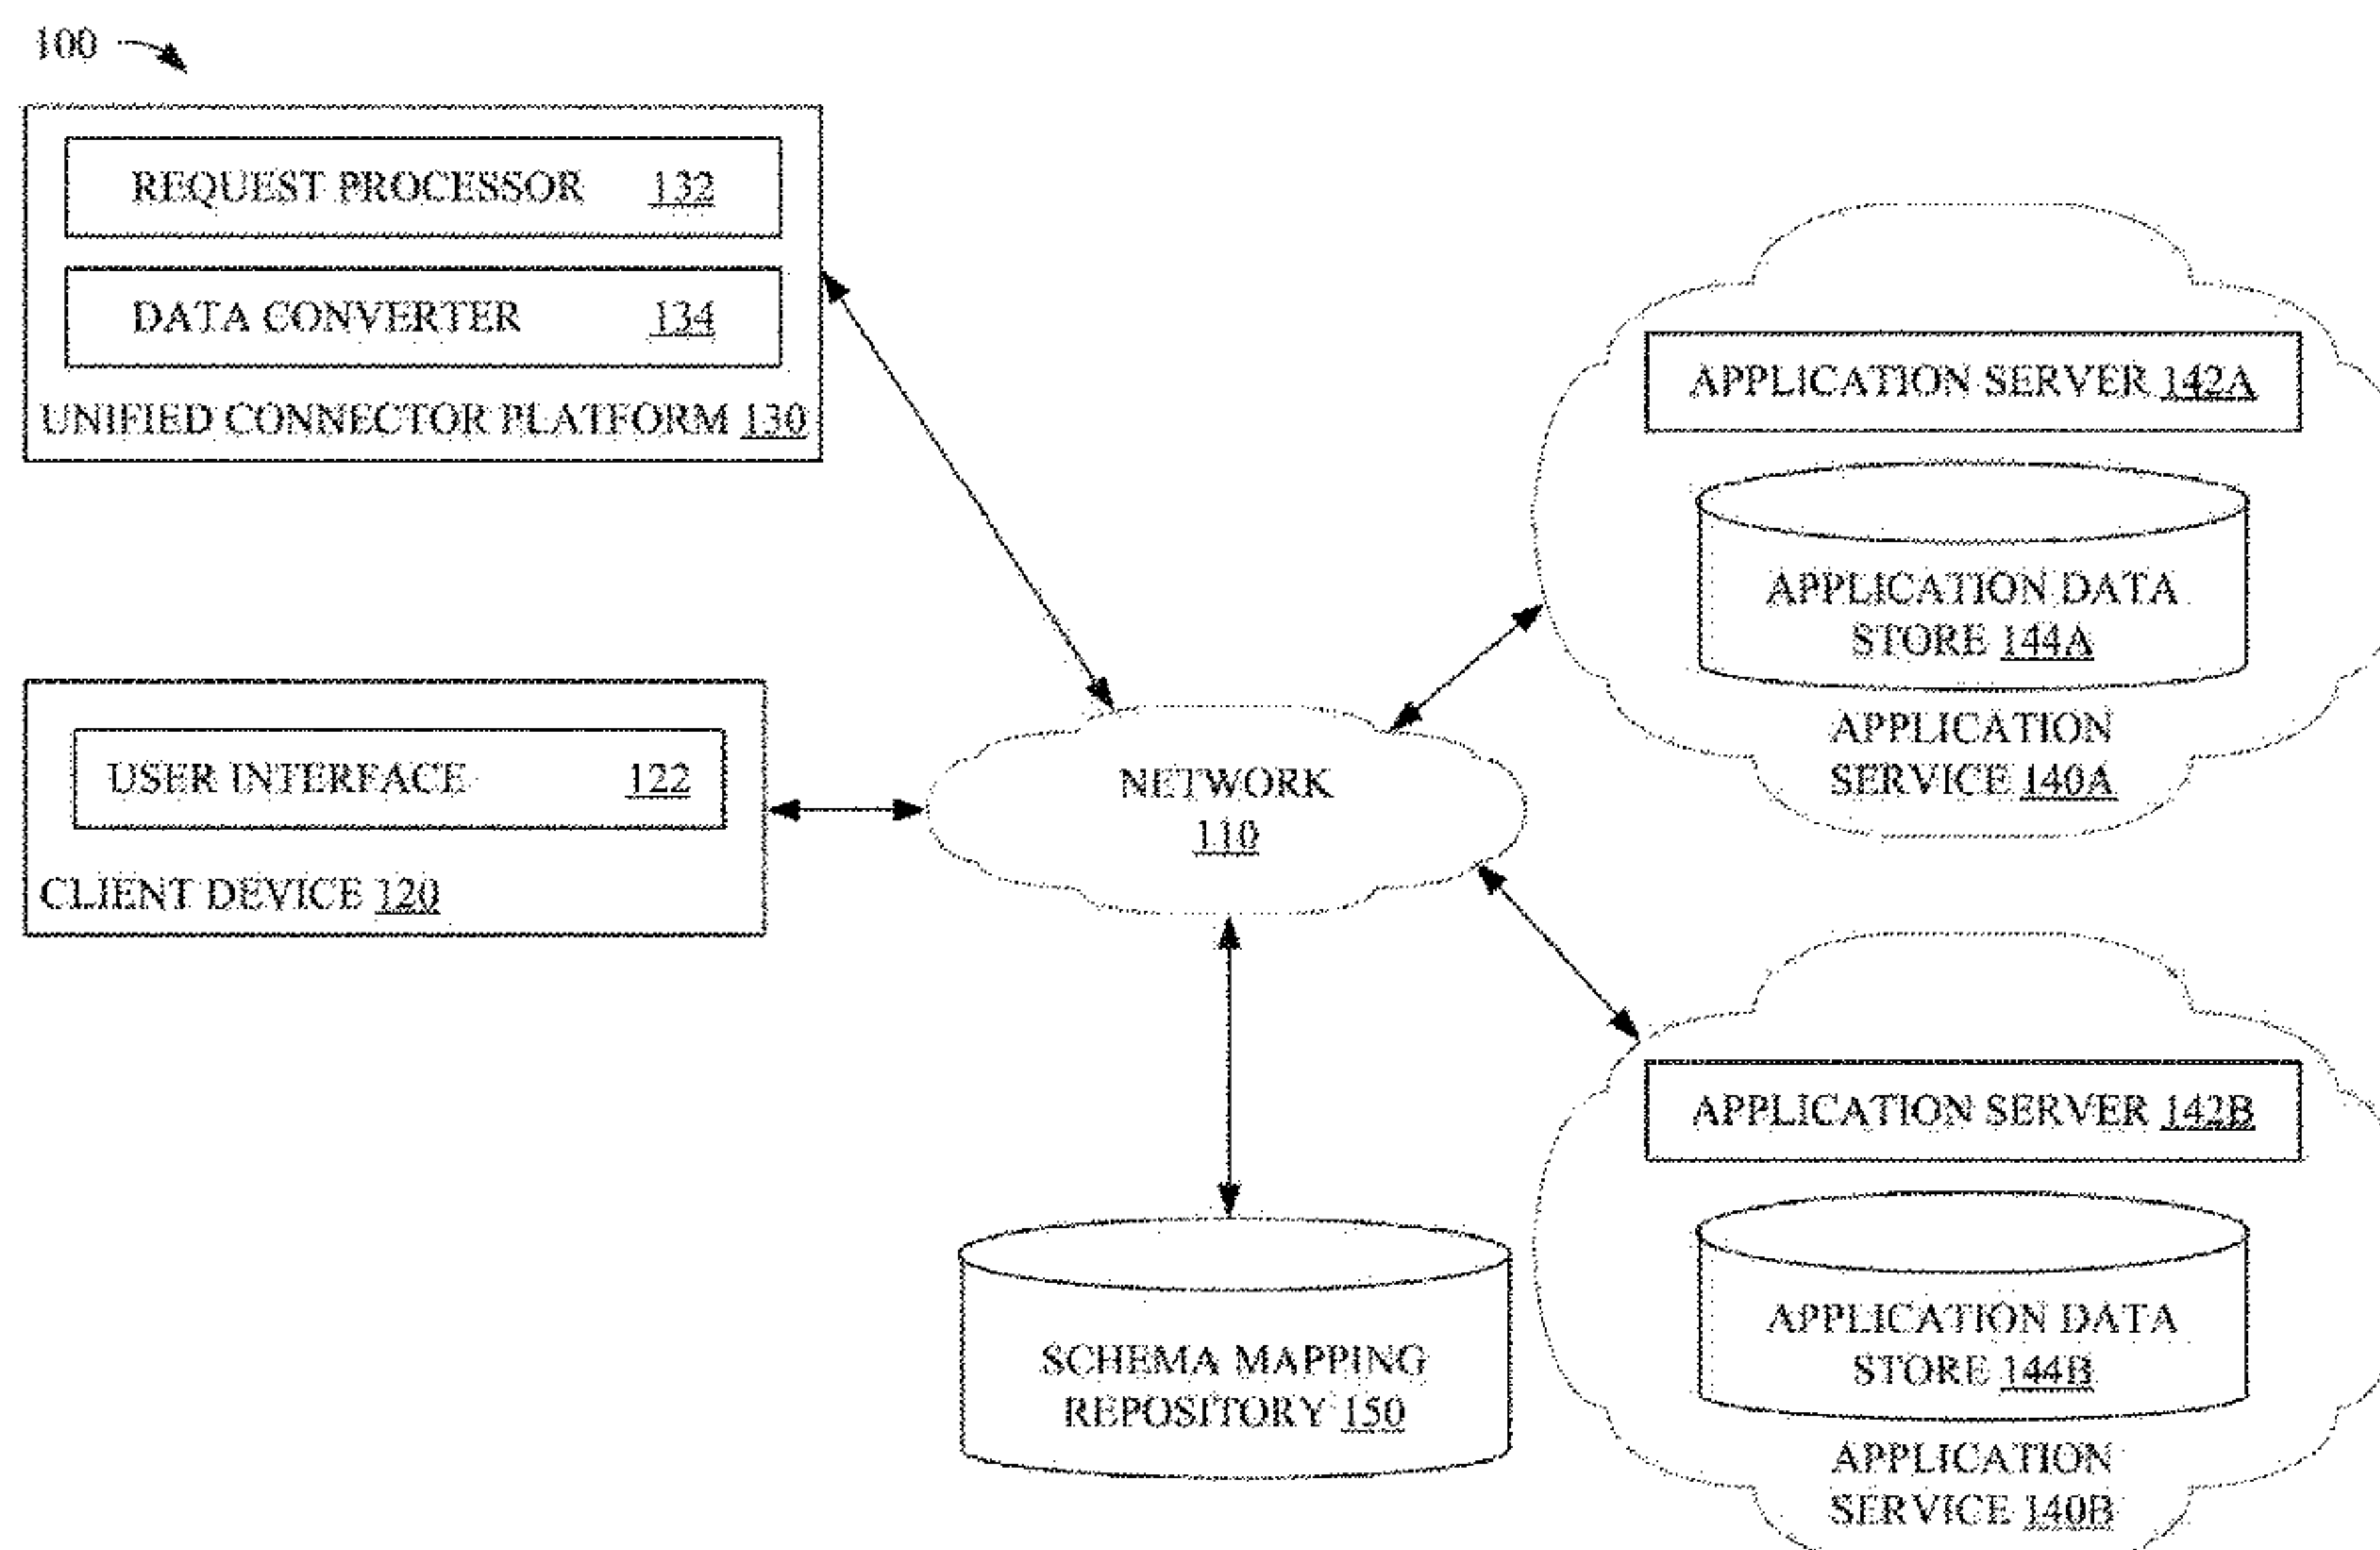 100
REQUEST PROCESSOR 132
DATA CONVERTER 134
UNIFIED CONNECTOR PLATFORM 130
USER INTERFACE 122
CLIENT DEVICE 120
NETWORK
110
SCHEMA MAPPING
REPOSITORY 150
APPLICATION SERVER 142A
APPLICATION DATA
STORE 144A
APPLICATION
SERVICE 140A
APPLICATION SERVER 142B
APPLICATION DATA
STORE 144B
APPLICATION
SERVICE 140B